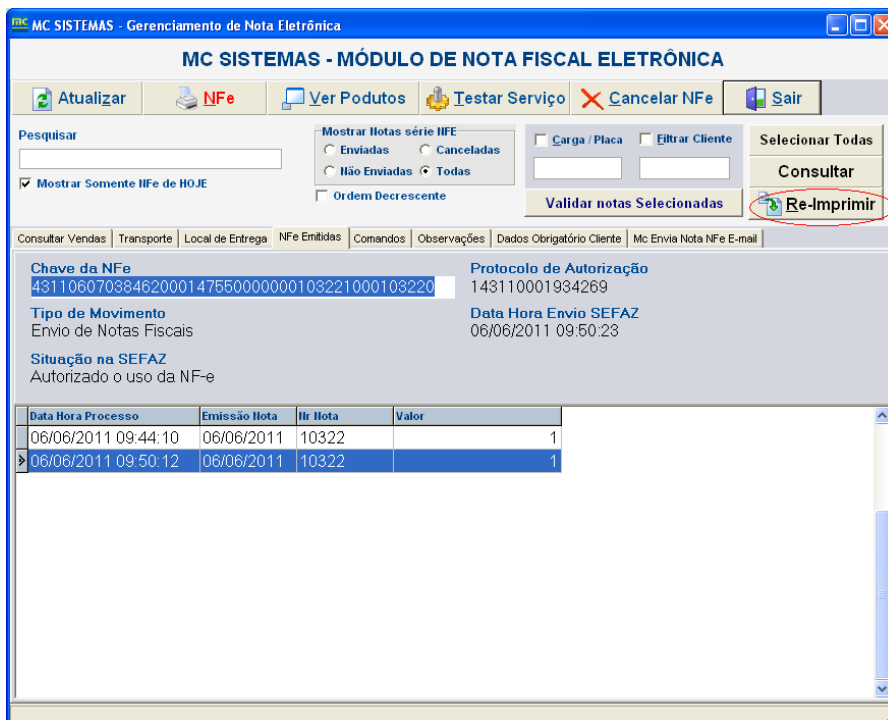 MC SISTEMAS - Gerenciamento de Nota Eletrônica
MC SISTEMAS - MÓDULO DE NOTA FISCAL ELETRÔNICA
Atualizar NFe Ver Podutos Testar Serviço Cancelar NFe Sair
Pesquisar
Mostrar Somente NFe de HOJE
Mostrar Notas série NFE
Enviadas Canceladas
Não Enviadas Todas
Ordem Decrescente
Carga / Placa Filtrar Cliente
Validar notas Selecionadas
Selecionar Todas
Consultar
Re-Imprimir
Consultar Vendas Transporte Local de Entrega NFe Emitidas Comandos Observações Dados Obrigatório Cliente Mc Envia Nota NFe E-mail
Chave da NFe Protocolo de Autorização
43110607038462000147550000000103221000103220 143110001934269
Tipo de Movimento Data Hora Envio SEFAZ
Envio de Notas Fiscais 06/06/2011 09:50:23
Situação na SEFAZ
Autorizado o uso da NF-e
Data Hora Processo Emissão Nota Nr Nota Valor
06/06/2011 09:44:10 06/06/2011 10322 1
06/06/2011 09:50:12 06/06/2011 10322 1